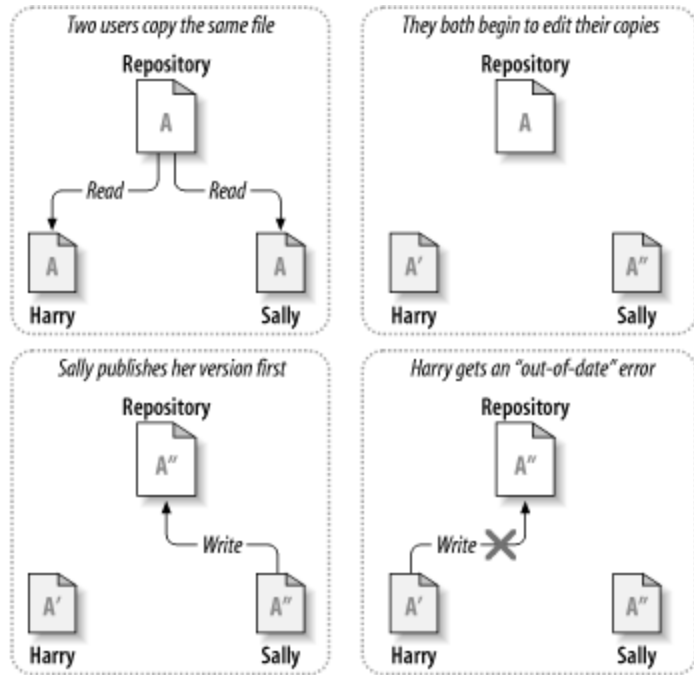 Two users copy the same file
Repository
A
Read
Read
A
A
Harry
Sally
They both begin to edit their copies
Repository
A
A′
A″
Harry
Sally
Sally publishes her version first
Repository
A″
Write
A′
A″
Harry
Sally
Harry gets an “out-of-date” error
Repository
A″
Write
A′
A″
Harry
Sally